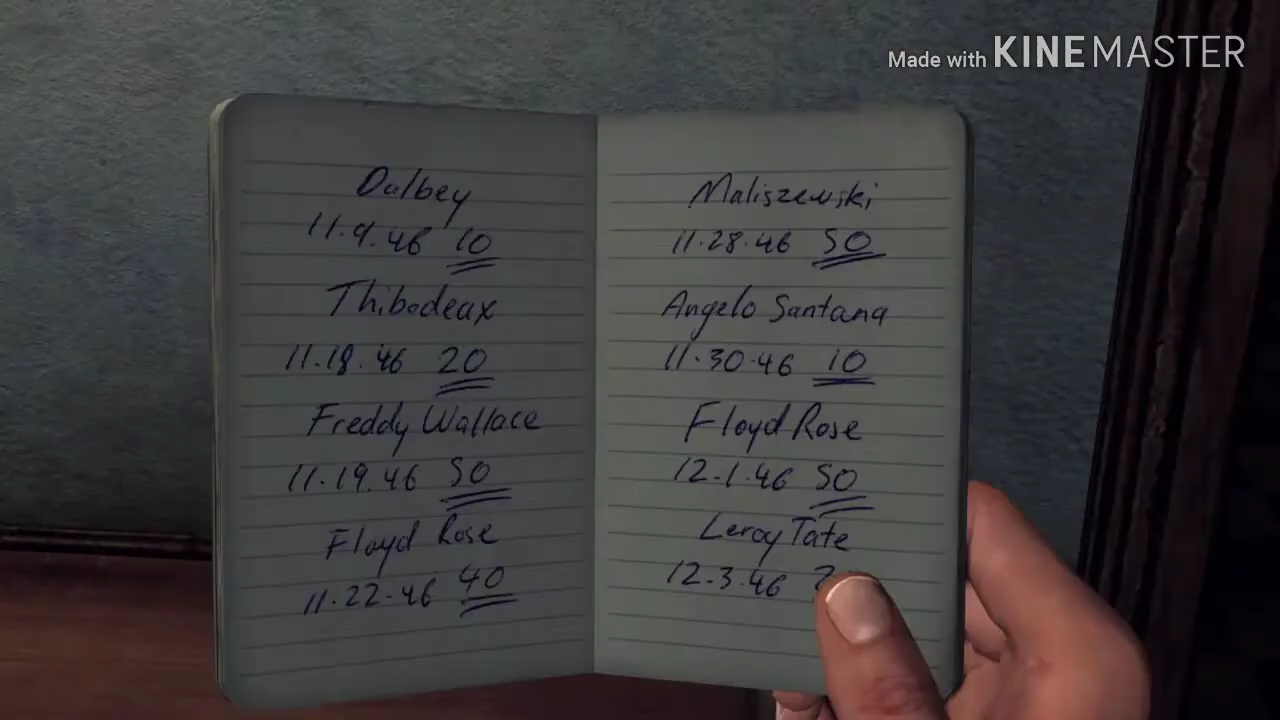 Made with KINEMASTER
Dalbey
11.9.46 10
Thibodeax
11.18.46 20
Freddy Wallace
11.19.46 50
Floyd Rose
11.22.46 40
Maliszewski
11.28.46 50
Angelo Santana
11.30.46 10
Floyd Rose
12.1.46 50
Leroy Tate
12.3.46